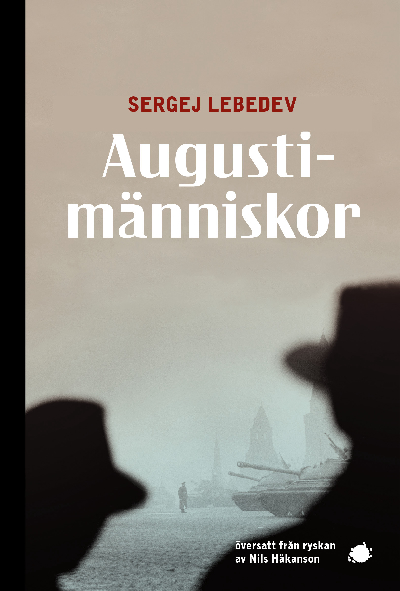 SERGEJ LEBEDEV
Augusti-
människor
översatt från ryskan
av Nils Håkanson